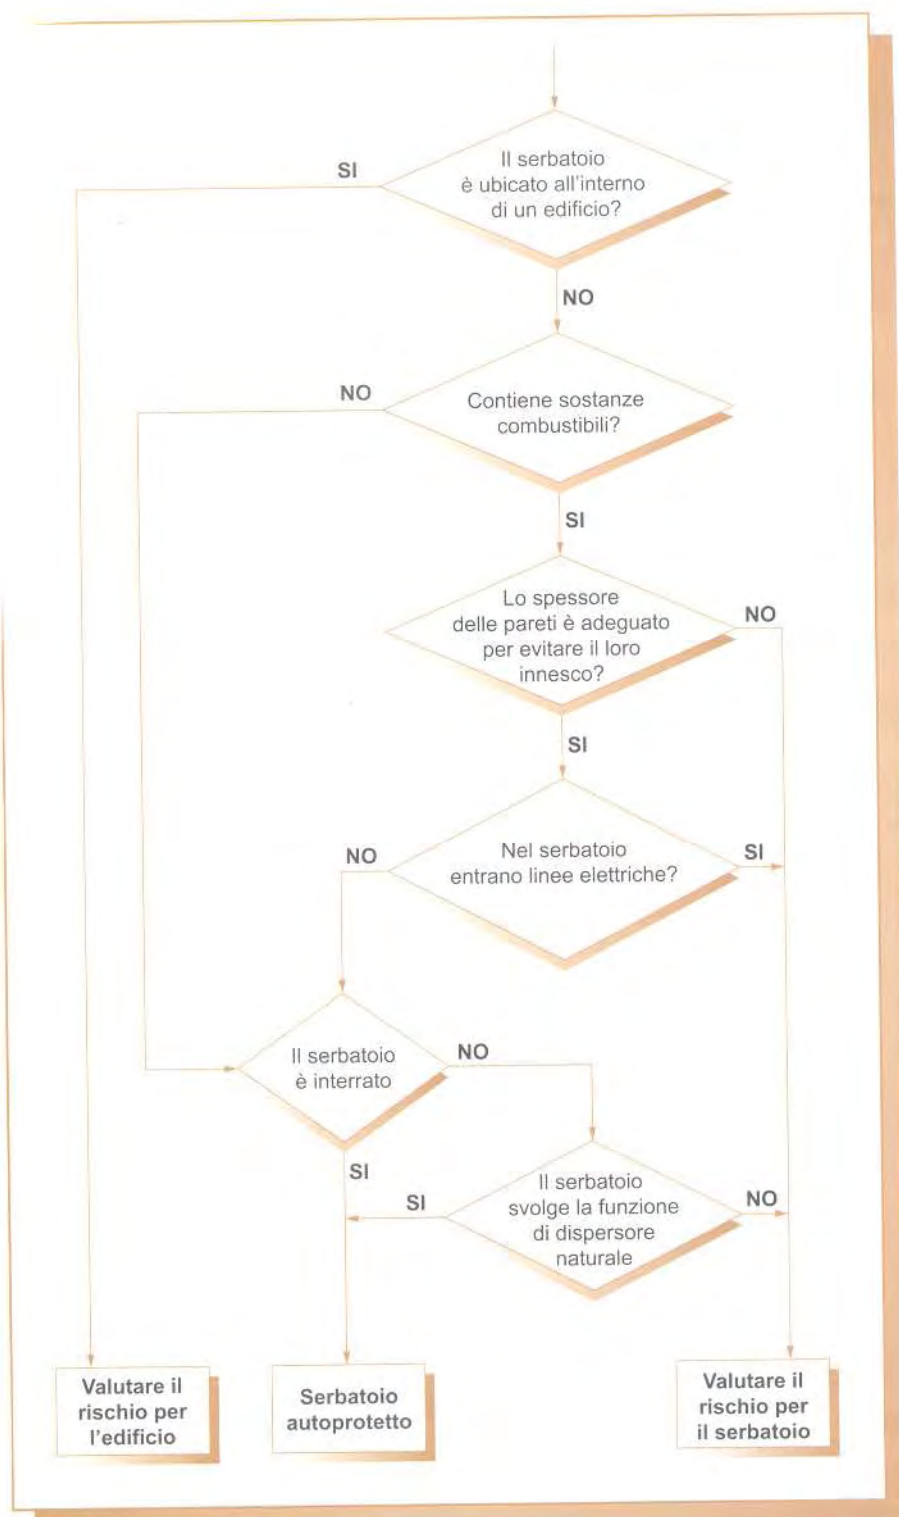 Il serbatoio
è ubicato all'interno
di un edificio?
SI
NO
Contiene sostanze
combustibili?
NO
SI
Lo spessore
delle pareti è adeguato
per evitare il loro
innesco?
NO
SI
Nel serbatoio
entrano linee elettriche?
NO
SI
Il serbatoio
è interrato
NO
SI
Il serbatoio
svolge la funzione
di dispersore
naturale
SI
NO
Valutare il
rischio per
l'edificio
Serbatoio
autoprotetto
Valutare il
rischio per
il serbatoio